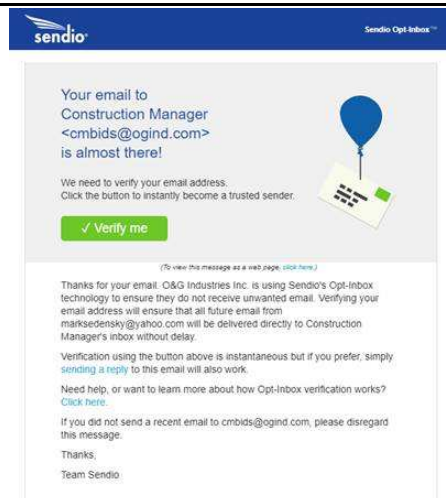 sendio
Sendio Opt-Inbox™
Your email to
Construction Manager
<cmbids@ogind.com>
is almost there!
We need to verify your email address.
Click the button to instantly become a trusted sender.
✓ Verify me
(To view this message as a web page, click here.)
Thanks for your email. O&G Industries Inc. is using Sendio's Opt-Inbox
technology to ensure they do not receive unwanted email. Verifying your
email address will ensure that all future email from
marksedensky@yahoo.com will be delivered directly to Construction
Manager's inbox without delay.
Verification using the button above is instantaneous but if you prefer, simply
sending a reply to this email will also work.
Need help, or want to learn more about how Opt-Inbox verification works?
Click here.
If you did not send a recent email to cmbids@ogind.com, please disregard
this message.
Thanks,
Team Sendio